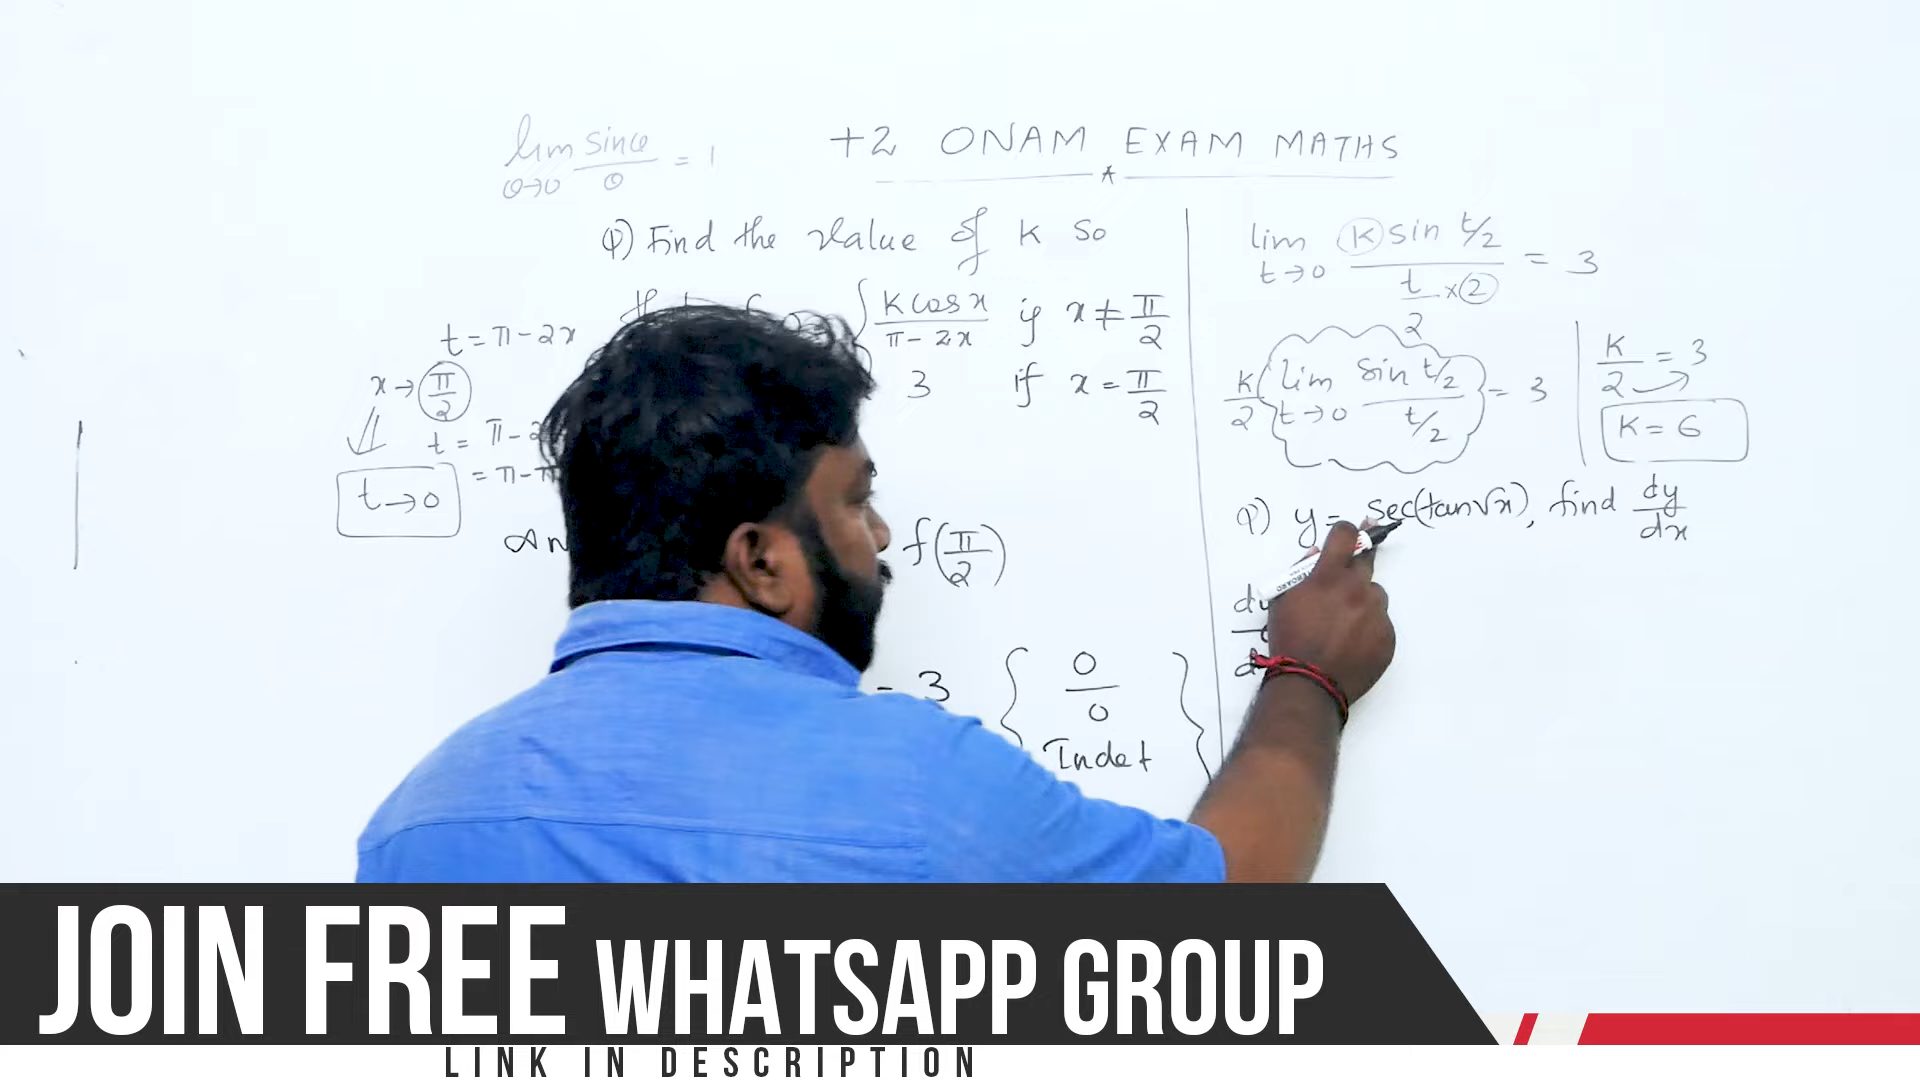 lim sinθ/θ = 1
θ→0
+2 ONAM EXAM MATHS
Q) Find the value of k so
{ k cos x / π - 2x if x ≠ π/2
3 if x = π/2
t = π - 2x
x → π/2
t = π - 2
= π - π
t → 0
f(π/2)
= 3 { 0/0 }
Indet
lim k sin t/2 / t/2 × 2 = 3
t→0
k/2 lim sin t/2 / t/2 = 3
t→0
k/2 = 3
k = 6
Q) y = sec(tan√x), find dy/dx
JOIN FREE WHATSAPP GROUP
LINK IN DESCRIPTION